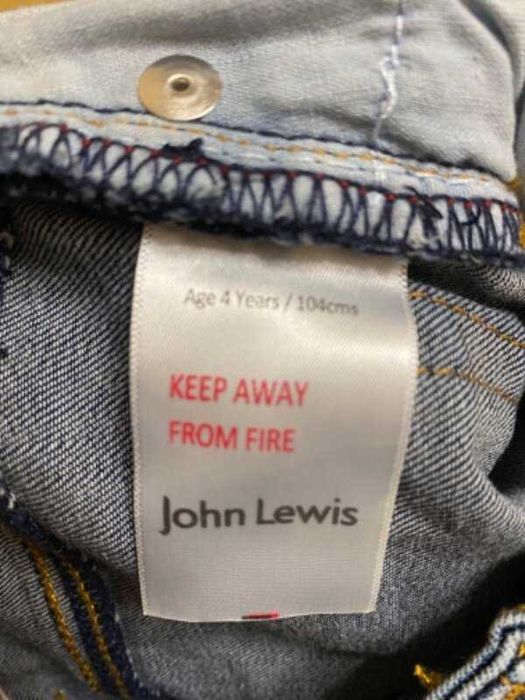 Age 4 Years / 104cms
KEEP AWAY
FROM FIRE
John Lewis